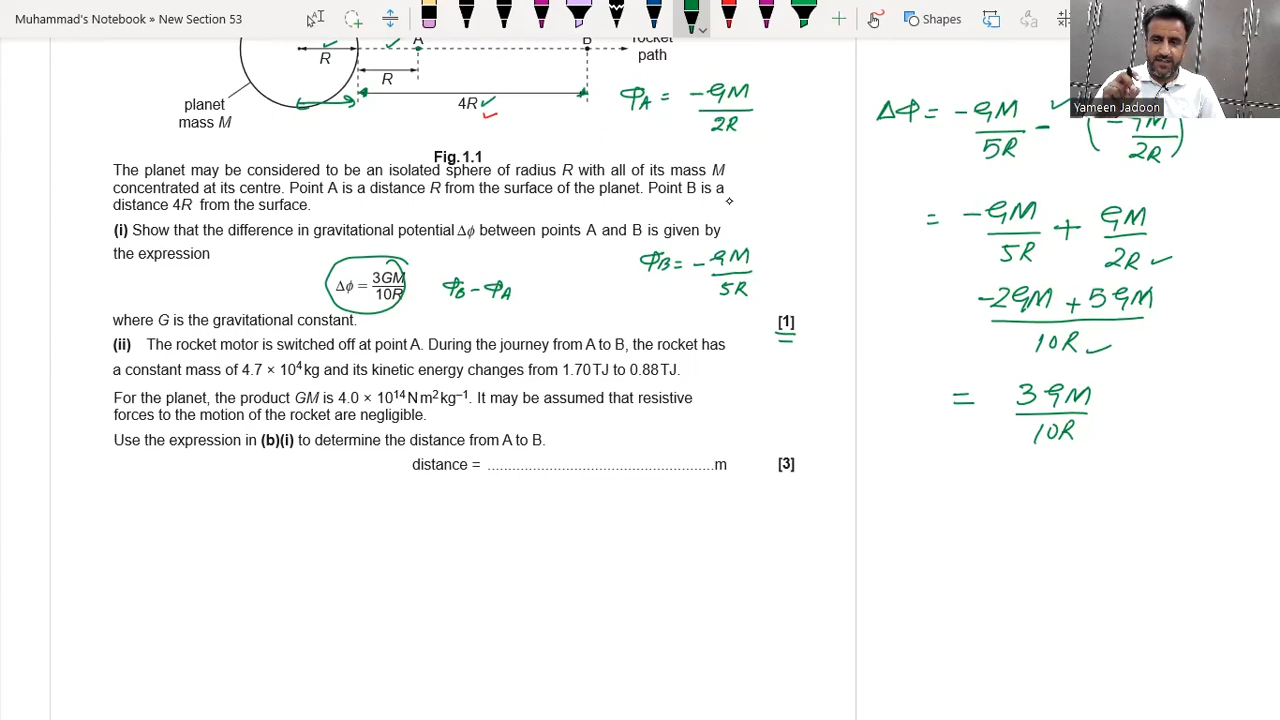 Muhammad's Notebook » New Section 53
Shapes
Yameen Jadoon
A
B
rocket
path
R
R
planet
mass M
4R
Φ_A = -GM/2R
ΔΦ = -GM/5R - (-GM/2R)
Fig. 1.1
The planet may be considered to be an isolated sphere of radius R with all of its mass M
concentrated at its centre. Point A is a distance R from the surface of the planet. Point B is a
distance 4R from the surface.
= -GM/5R + GM/2R
(i) Show that the difference in gravitational potential Δϕ between points A and B is given by
the expression
Δϕ = 3GM/10R
Φ_B - Φ_A
Φ_B = -GM/5R
-2GM + 5GM/10R
where G is the gravitational constant.
[1]
(ii) The rocket motor is switched off at point A. During the journey from A to B, the rocket has
a constant mass of 4.7 × 10⁴ kg and its kinetic energy changes from 1.70 TJ to 0.88 TJ.
= 3GM/10R
For the planet, the product GM is 4.0 × 10¹⁴ N m² kg⁻¹. It may be assumed that resistive
forces to the motion of the rocket are negligible.
Use the expression in (b)(i) to determine the distance from A to B.
distance = ......................................................m [3]